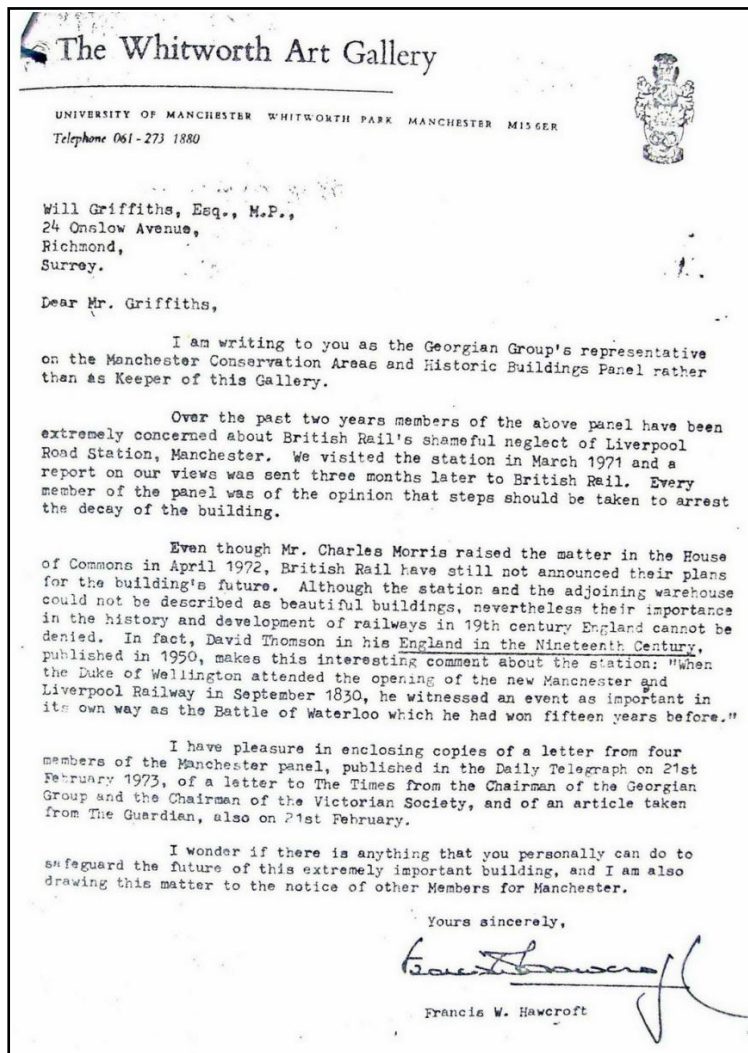 The Whitworth Art Gallery
UNIVERSITY OF MANCHESTER WHITWORTH PARK MANCHESTER M15 6ER
Telephone 061-273 1880
Will Griffiths, Esq., M.P.,
24 Onslow Avenue,
Richmond,
Surrey.
Dear Mr. Griffiths,
I am writing to you as the Georgian Group's representative
on the Manchester Conservation Areas and Historic Buildings Panel rather
than as Keeper of this Gallery.
Over the past two years members of the above panel have been
extremely concerned about British Rail's shameful neglect of Liverpool
Road Station, Manchester. We visited the station in March 1971 and a
report on our views was sent three months later to British Rail. Every
member of the panel was of the opinion that steps should be taken to arrest
the decay of the building.
Even though Mr. Charles Morris raised the matter in the House
of Commons in April 1972, British Rail have still not announced their plans
for the building's future. Although the station and the adjoining warehouse
could not be described as beautiful buildings, nevertheless their importance
in the history and development of railways in 19th century England cannot be
denied. In fact, David Thomson in his England in the Nineteenth Century,
published in 1950, makes this interesting comment about the station: "When
the Duke of Wellington attended the opening of the new Manchester and
Liverpool Railway in September 1830, he witnessed an event as important in
its own way as the Battle of Waterloo which he had won fifteen years before."
I have pleasure in enclosing copies of a letter from four
members of the Manchester panel, published in the Daily Telegraph on 21st
February 1973, of a letter to The Times from the Chairman of the Georgian
Group and the Chairman of the Victorian Society, and of an article taken
from The Guardian, also on 21st February.
I wonder if there is anything that you personally can do to
safeguard the future of this extremely important building, and I am also
drawing this matter to the notice of other Members for Manchester.
Yours sincerely,
Francis W. Hawcroft
Francis W. Hawcroft